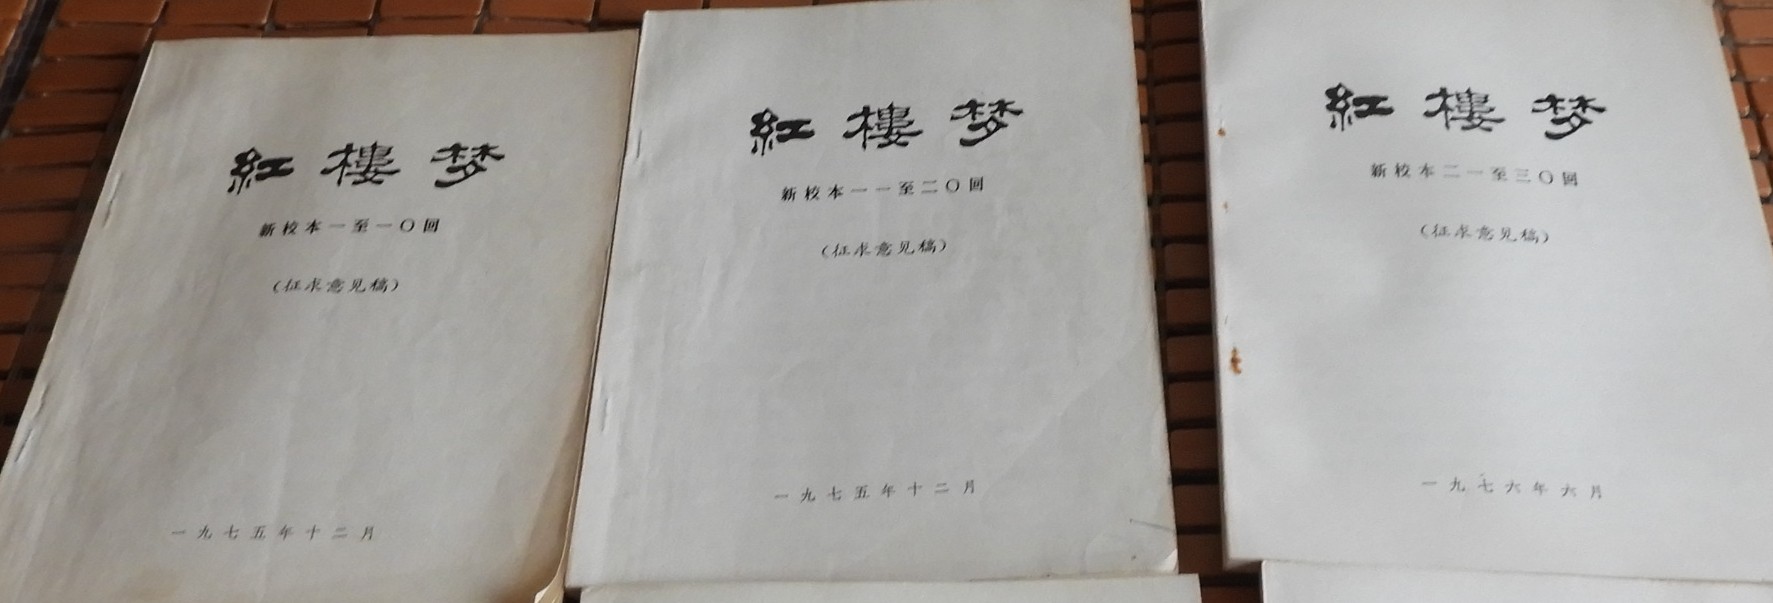 紅樓梦
新校本一至一〇回
(征求意见稿)
一九七五年十二月
紅樓梦
新校本一一至二〇回
(征求意见稿)
一九七五年十二月
紅樓梦
新校本二一至三〇回
(征求意见稿)
一九七六年六月